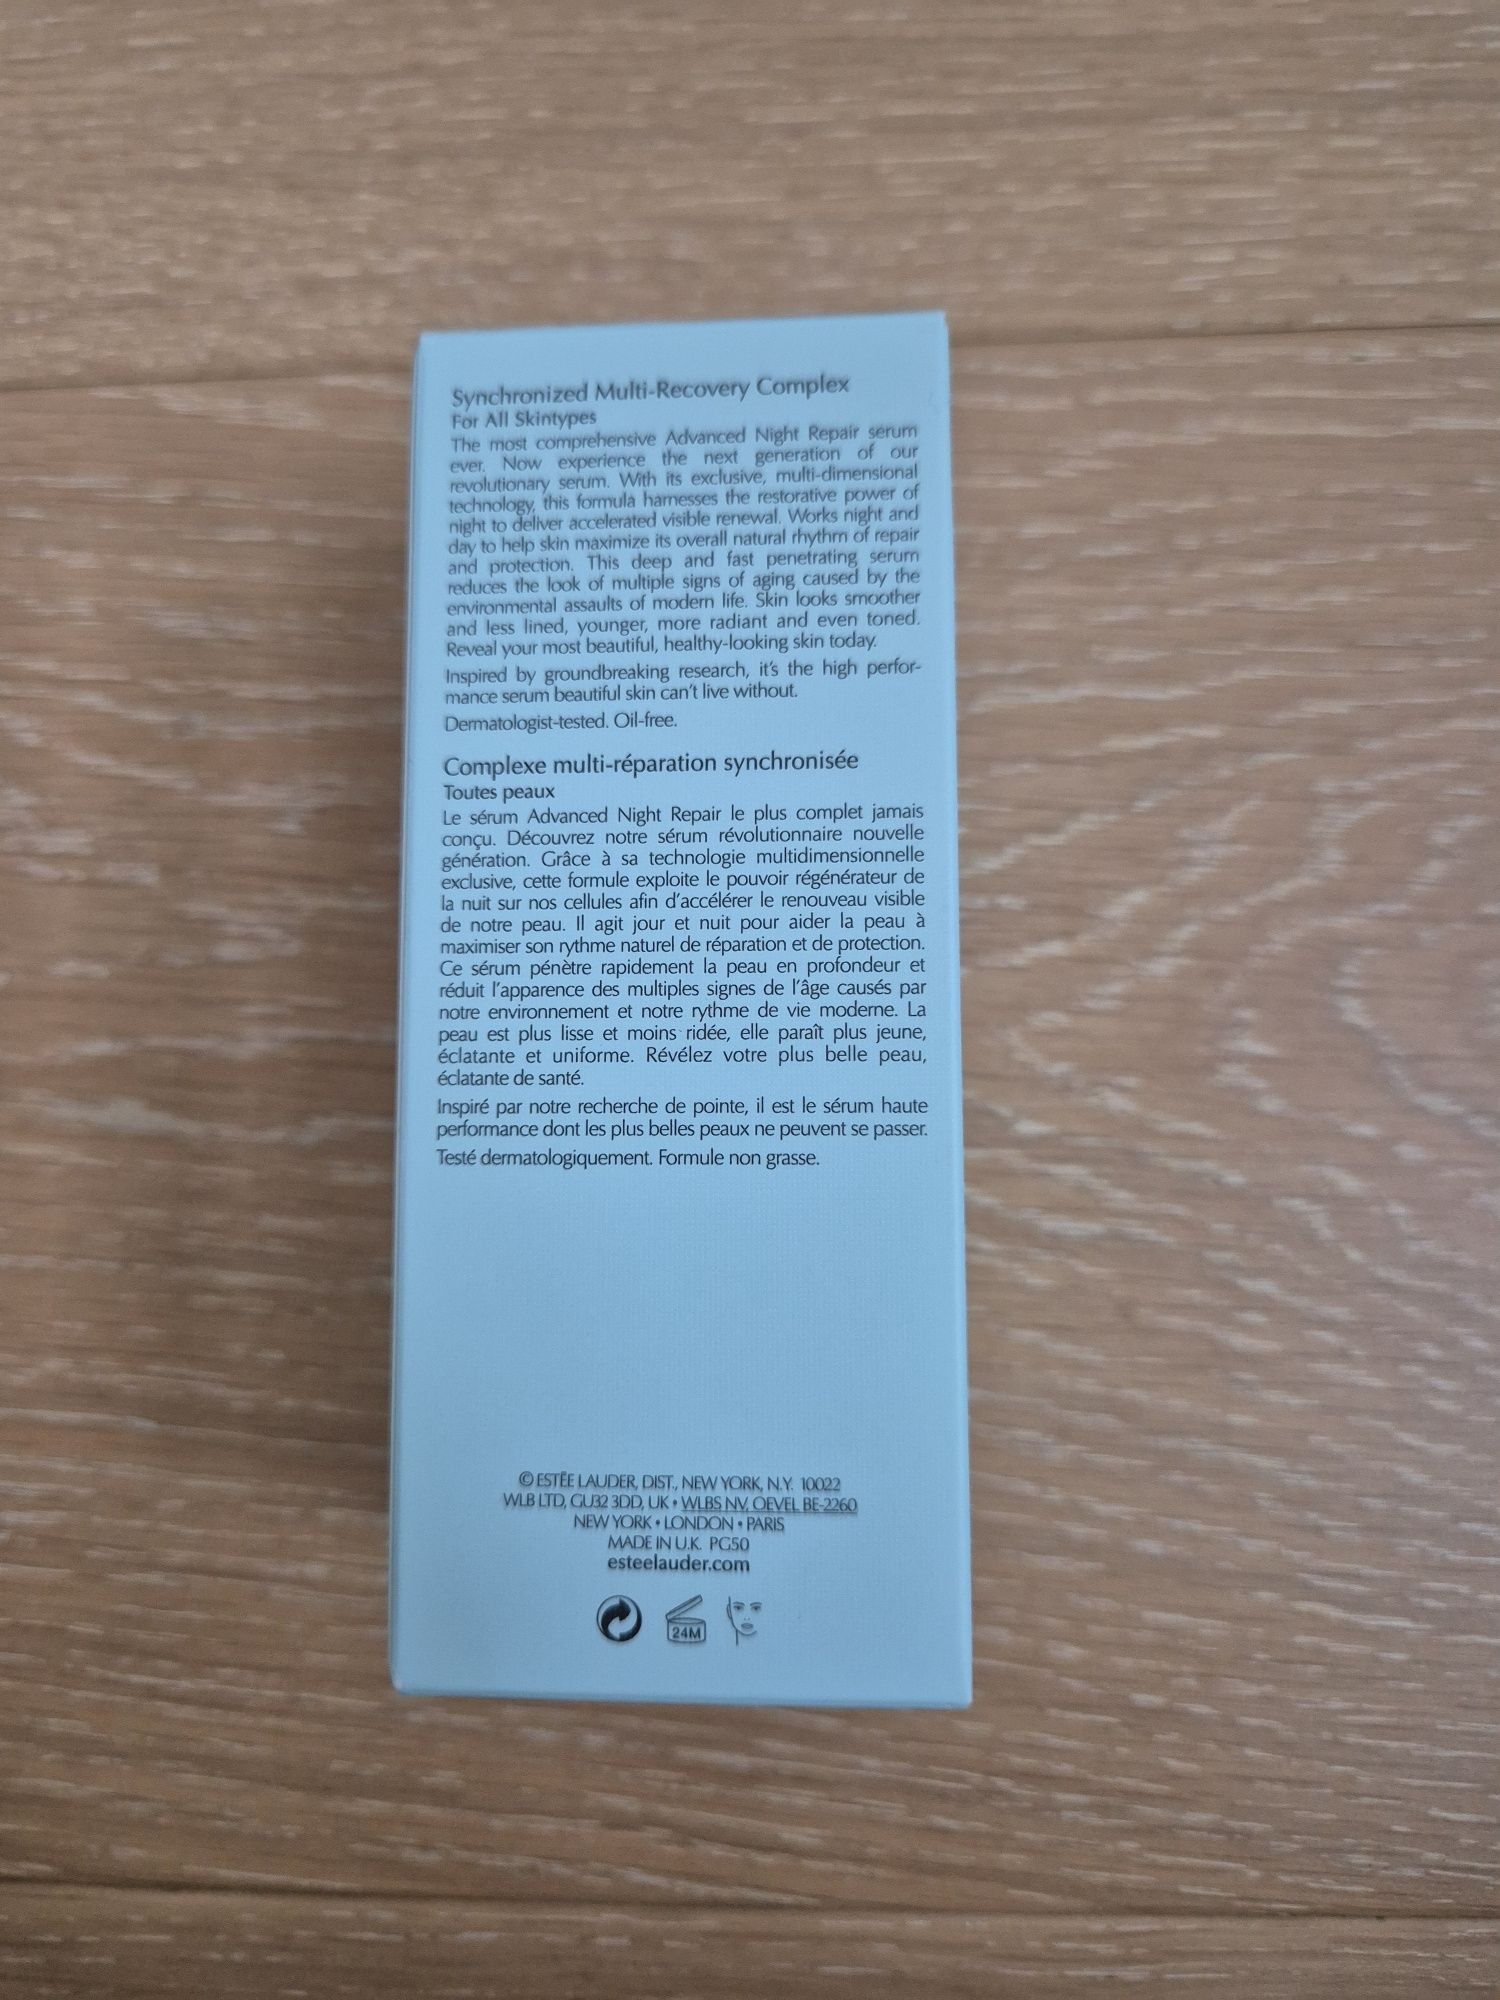 Synchronized Multi-Recovery Complex
For All Skintypes
The most comprehensive Advanced Night Repair serum
ever. Now experience the next generation of our
revolutionary serum. With its exclusive, multi-dimensional
technology, this formula harnesses the restorative power of
night to deliver accelerated visible renewal. Works night and
day to help skin maximize its overall natural rhythm of repair
and protection. This deep and fast penetrating serum
reduces the look of multiple signs of aging caused by the
environmental assaults of modern life. Skin looks smoother
and less lined, younger, more radiant and even toned.
Reveal your most beautiful, healthy-looking skin today.
Inspired by groundbreaking research, it's the high perfor-
mance serum beautiful skin can't live without.
Dermatologist-tested. Oil-free.
Complexe multi-réparation synchronisée
Toutes peaux
Le sérum Advanced Night Repair le plus complet jamais
conçu. Découvrez notre sérum révolutionnaire nouvelle
génération. Grâce à sa technologie multidimensionnelle
exclusive, cette formule exploite le pouvoir régénérateur de
la nuit sur nos cellules afin d'accélérer le renouveau visible
de notre peau. Il agit jour et nuit pour aider la peau à
maximiser son rythme naturel de réparation et de protection.
Ce sérum pénètre rapidement la peau en profondeur et
réduit l'apparence des multiples signes de l'âge causés par
notre environnement et notre rythme de vie moderne. La
peau est plus lisse et moins ridée, elle paraît plus jeune,
éclatante et uniforme. Révélez votre plus belle peau,
éclatante de santé.
Inspiré par notre recherche de pointe, il est le sérum haute
performance dont les plus belles peaux ne peuvent se passer.
Testé dermatologiquement. Formule non grasse.
© ESTĒE LAUDER, DIST., NEW YORK, N.Y. 10022
WLB LTD, GU32 3DD, UK • WLBS NV, OEVEL BE-2260
NEW YORK • LONDON • PARIS
MADE IN U.K. PG50
esteelauder.com
24M